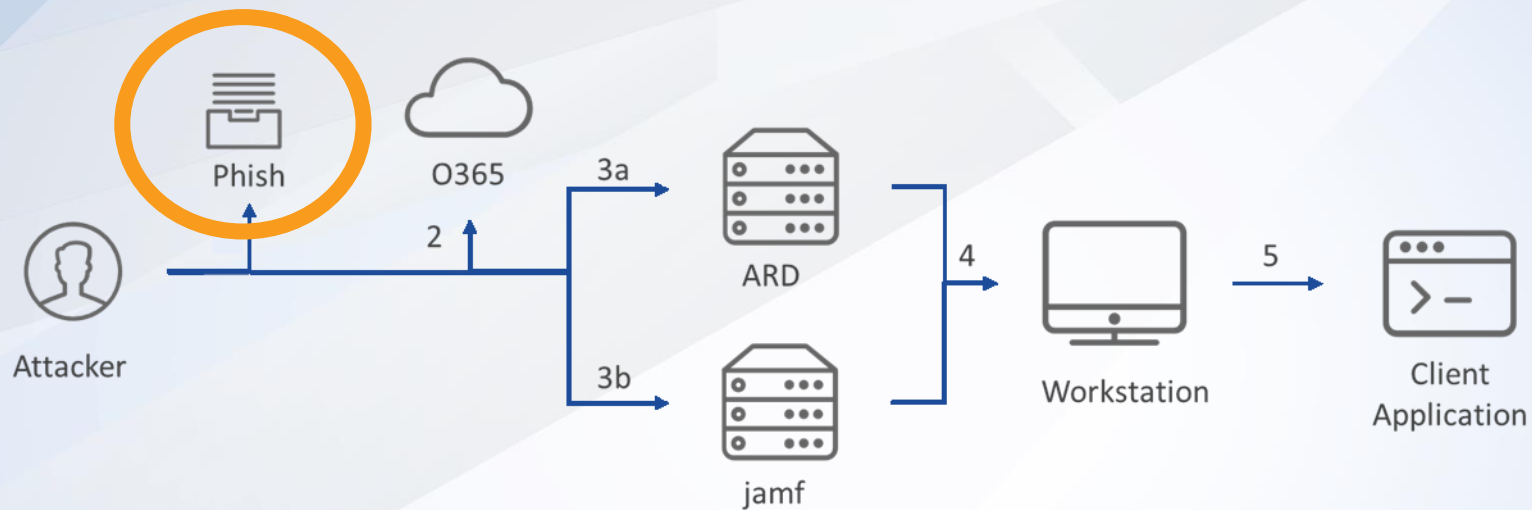 Phish
O365
2
3a
ARD
4
5
Attacker
Workstation
Client
Application
3b
jamf